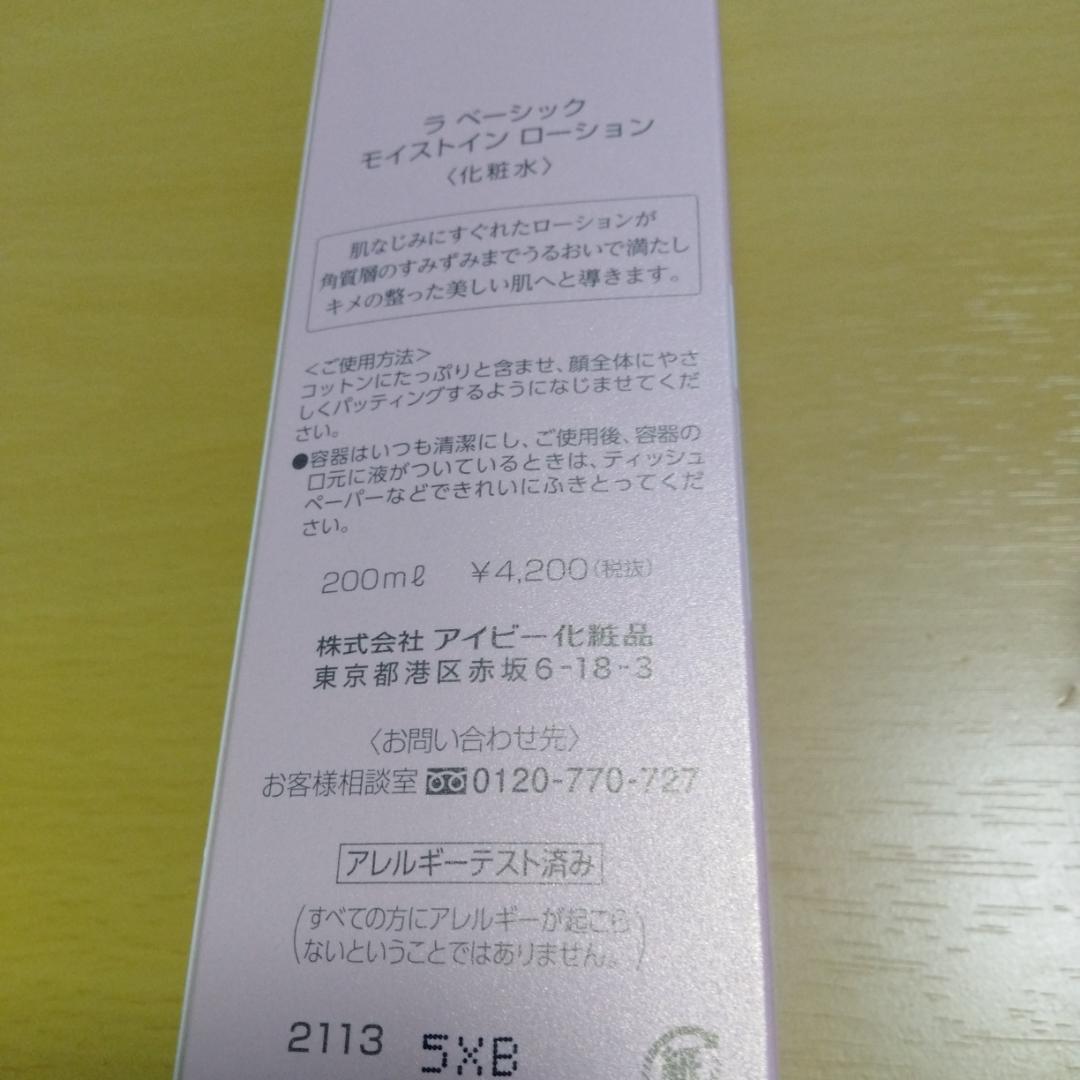 ラ ベーシック
モイストイン ローション
〈化粧水〉
肌なじみにすぐれたローションが
角質層のすみずみまでうるおいで満たし
キメの整った美しい肌へと導きます。
<ご使用方法>
コットンにたっぷりと含ませ、顔全体にやさ
しくパッティングするようになじませてくだ
さい。
●容器はいつも清潔にし、ご使用後、容器の
口元に液がついているときは、ティッシュ
ペーパーなどできれいにふきとってくだ
さい。
200mℓ ¥4,200(税抜)
株式会社 アイビー化粧品
東京都港区赤坂6-18-3
〈お問い合わせ先〉
お客様相談室 0120-770-727
アレルギーテスト済み
(すべての方にアレルギーが起こら
ないということではありません。)
2113 5XB
紙